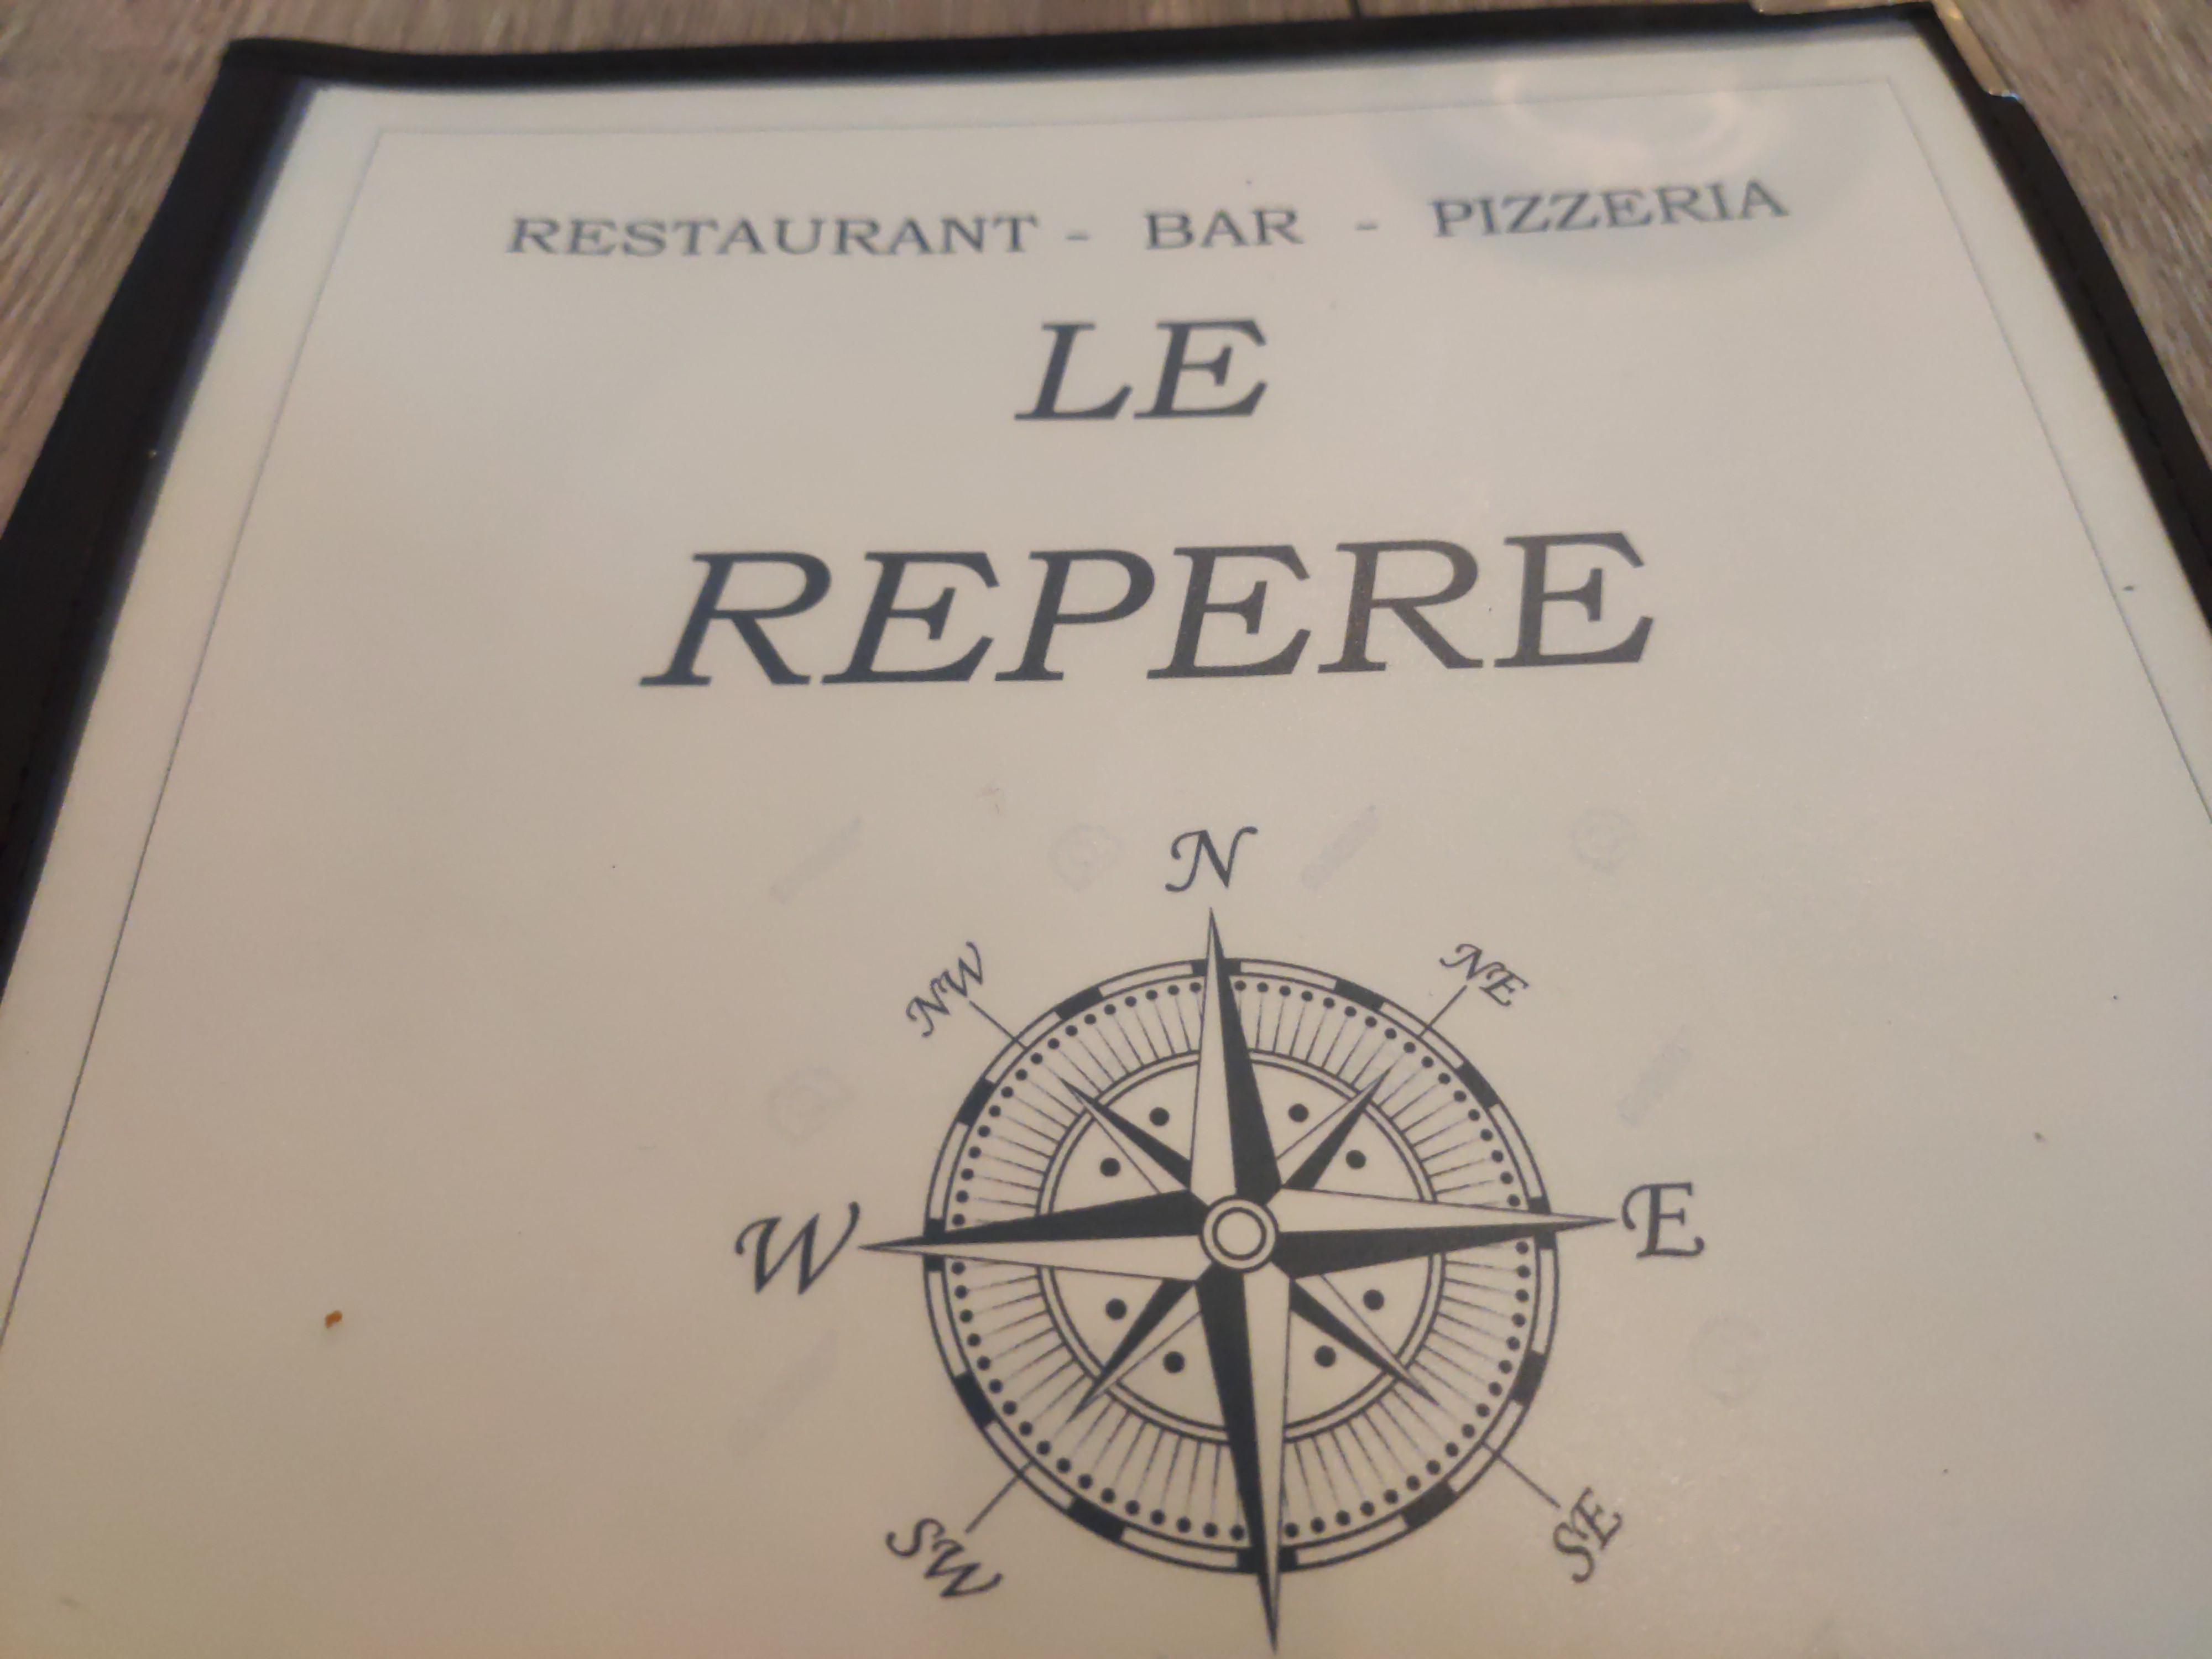 RESTAURANT - BAR - PIZZERIA
LE
REPERE
N
NW
NE
W
E
SW
SE